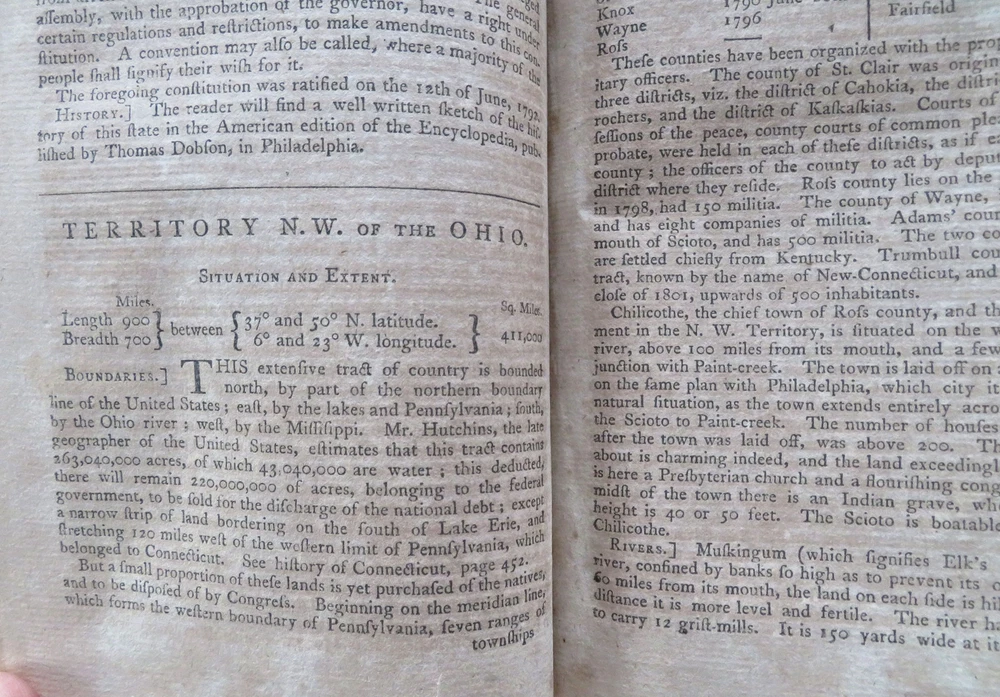 assembly, with the approbation of the governor, have a right under
certain regulations and restrictions, to make amendments to this con-
stitution. A convention may also be called, where a majority of the
people shall signify their wish for it.
The foregoing constitution was ratified on the 12th of June, 1792.
HISTORY.] The reader will find a well written sketch of the his-
tory of this state in the American edition of the Encyclopedia, pub-
lished by Thomas Dobson, in Philadelphia.
TERRITORY N.W. OF THE OHIO.
SITUATION AND EXTENT.
Miles. Sq. Miles.
Length 900 } between { 37° and 50° N. latitude. } 411,000
Breadth 700 } { 6° and 23° W. longitude. }
BOUNDARIES.] THIS extensive tract of country is bounded
north, by part of the northern boundary
line of the United States; east, by the lakes and Pennsylvania; south,
by the Ohio river; west, by the Missisippi. Mr. Hutchins, the late
geographer of the United States, estimates that this tract contains
263,040,000 acres, of which 43,040,000 are water; this deducted,
there will remain 220,000,000 of acres, belonging to the federal
government, to be sold for the discharge of the national debt; except
a narrow strip of land bordering on the south of Lake Erie, and
stretching 120 miles west of the western limit of Pennsylvania, which
belonged to Connecticut. See history of Connecticut, page 452.
But a small proportion of these lands is yet purchased of the natives,
and to be disposed of by Congress. Beginning on the meridian line,
which forms the western boundary of Pennsylvania, seven ranges of
townships
Knox
Wayne 1796 Fairfield
Ross
These counties have been organized with the
itary officers. The county of St. Clair was
three districts, viz. the district of Cahokia, the
rochers, and the district of Kaskaskias. Courts of
sessions of the peace, county courts of common
probate, were held in each of these districts, as if
county; the officers of the county to act by
district where they reside. Ross county lies on the
in 1798, had 150 militia. The county of Wayne,
and has eight companies of militia. Adams'
mouth of Scioto, and has 500 militia. The two
are settled chiefly from Kentucky. Trumbull
tract, known by the name of New-Connecticut, and
close of 1801, upwards of 500 inhabitants.
Chilicothe, the chief town of Ross county, and
ment in the N. W. Territory, is situated on the
river, above 100 miles from its mouth, and a few
junction with Paint-creek. The town is laid off on
on the same plan with Philadelphia, which city
natural situation, as the town extends entirely
the Scioto to Paint-creek. The number of houses
after the town was laid off, was above 200.
about is charming indeed, and the land
is here a Presbyterian church and a flourishing
midst of the town there is an Indian grave,
height is 40 or 50 feet. The Scioto is
Chilicothe.
RIVERS.] Muskingum (which signifies Elk's
river, confined by banks so high as to prevent its
60 miles from its mouth, the land on each side is
distance it is more level and fertile. The river
to carry 12 grist-mills. It is 150 yards wide at